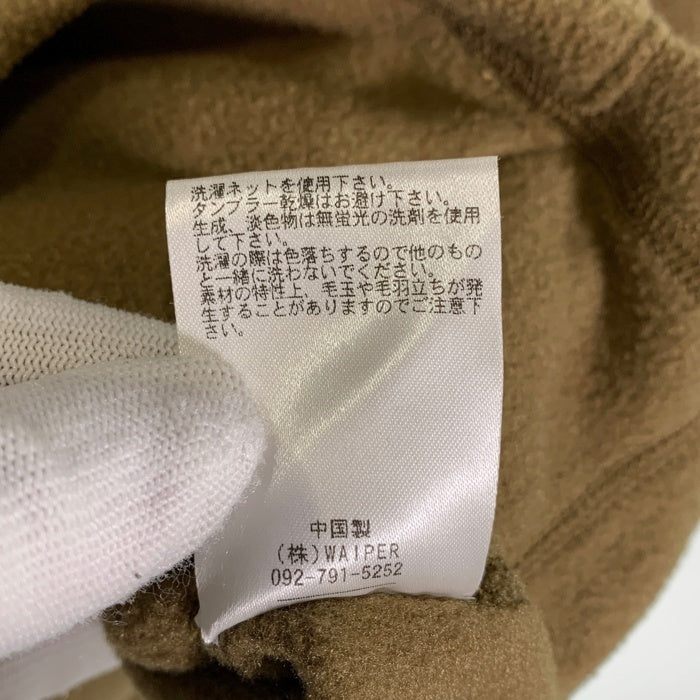 洗濯ネットを使用下さい。
タンブラー乾燥はお避け下さい。
生成、淡色物は無蛍光の洗剤を使用
して下さい。
洗濯の際は色落ちするので他のもの
と一緒に洗わないでください。
素材の特性上、毛玉や毛羽立ちが発
生することがありますのでご注意下
さい。
中国製
(株)WAIPER
092-791-5252